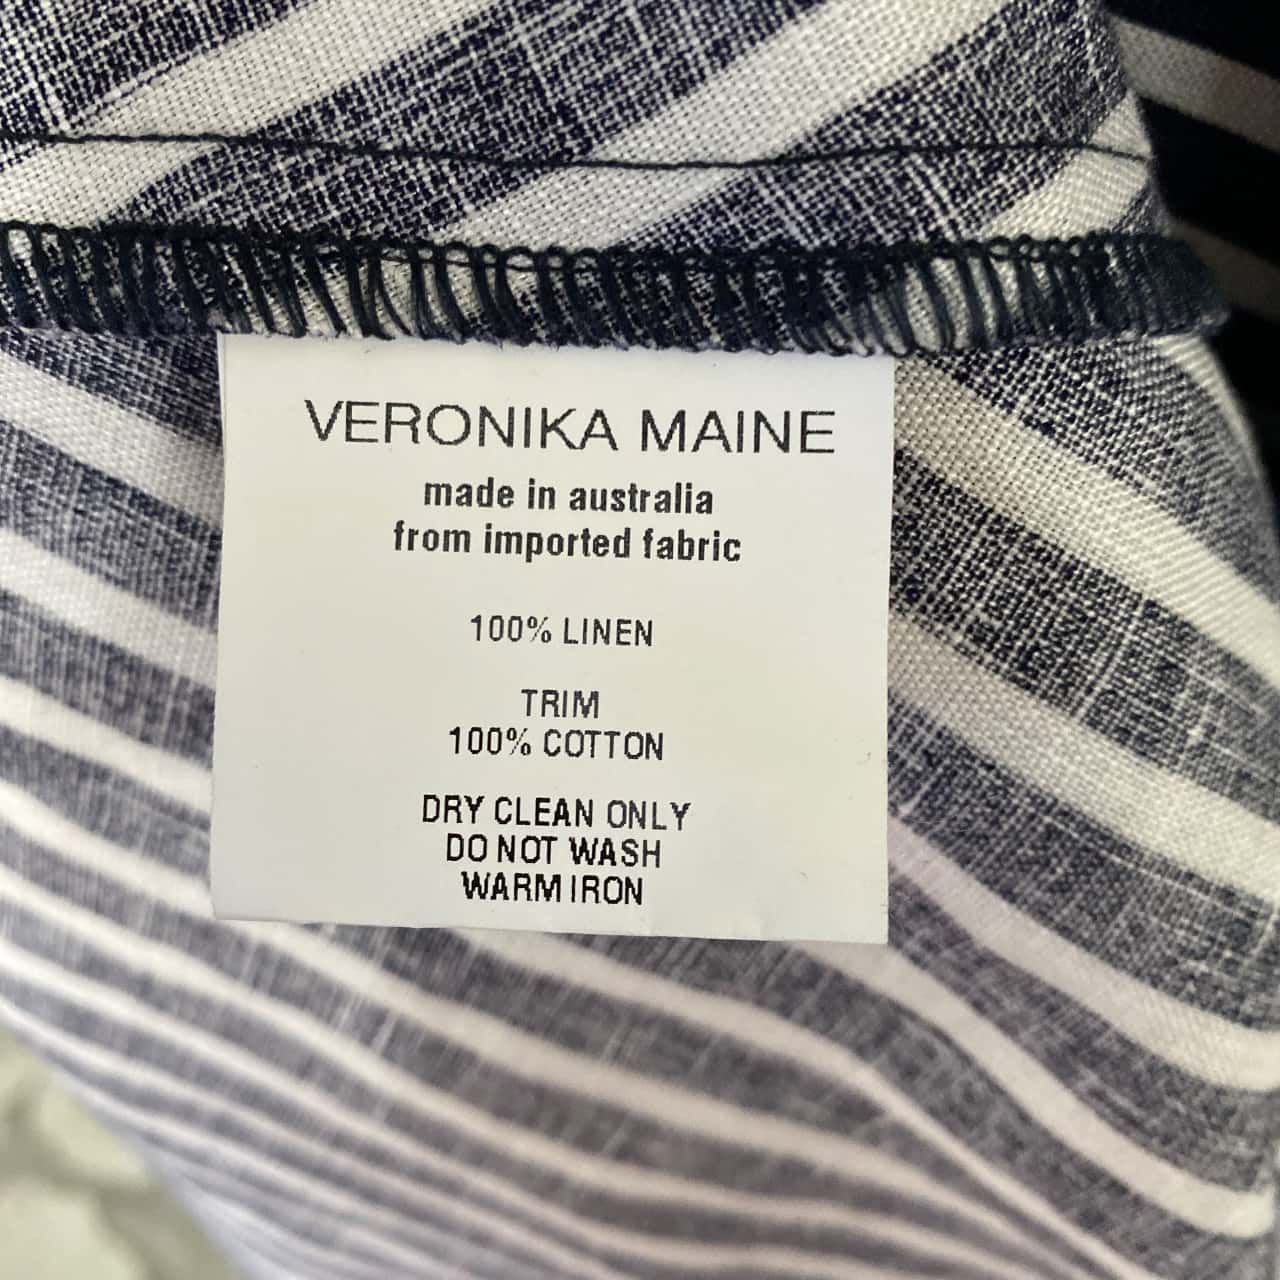 VERONIKA MAINE
made in australia
from imported fabric
100% LINEN
TRIM
100% COTTON
DRY CLEAN ONLY
DO NOT WASH
WARM IRON